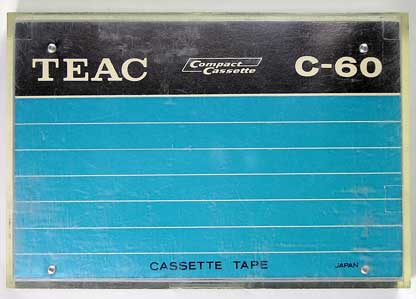 TEAC Compact Cassette C-60
CASSETTE TAPE JAPAN